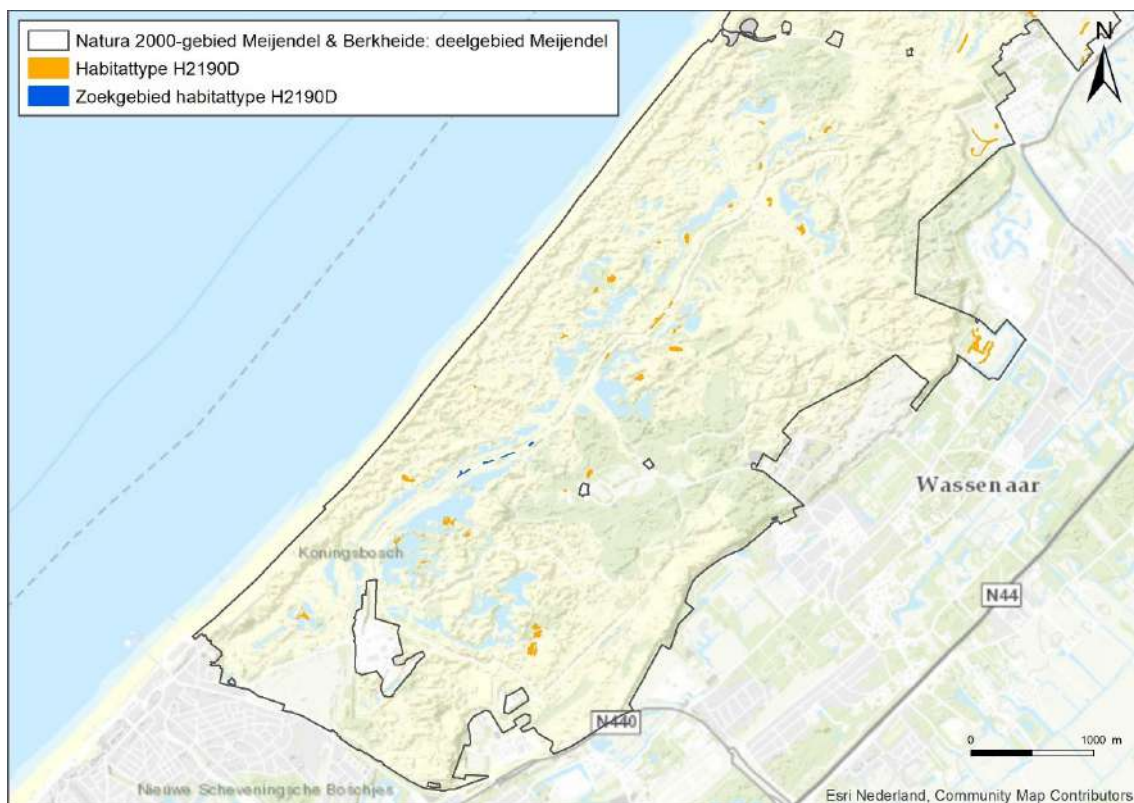 Natura 2000-gebied Meijendel & Berkheide: deelgebied Meijendel
Habitattype H2190D
Zoekgebied habitattype H2190D
N
Wassenaar
Koningsbosch
N44
N440
0 1000 m
Nieuwe Scheveningsche Boschjes
Esri Nederland, Community Map Contributors